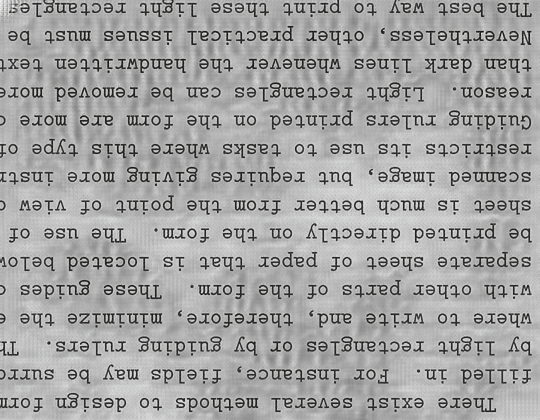 There exist several methods to design form
filled in. For instance, fields may be surro
by light rectangles or by guiding rulers. Th
where to write and, therefore, minimize the
with other parts of the form. These guides
separate sheet of paper that is located below
be printed directly on the form. The use of
sheet is much better from the point of view o
scanned image, but requires giving more instr
restricts its use to tasks where this type of
Guiding rulers printed on the form are more
reason. Light rectangles can be removed more
than dark lines whenever the handwritten text
Nevertheless, other practical issues must be
The best way to print these light rectangles